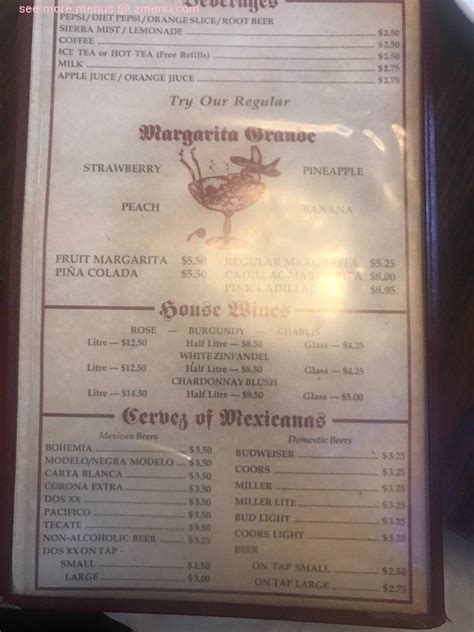 see more menus @ zmenu.com
Beverages
PEPSI / DIET PEPSI / ORANGE SLICE / ROOT BEER
SIERRA MIST / LEMONADE $2.50
COFFEE $2.50
ICE TEA or HOT TEA (Free Refills) $2.50
MILK $2.75
APPLE JUICE / ORANGE JIUCE $2.75
Try Our Regular
Margarita Grande
STRAWBERRY PINEAPPLE
PEACH BANANA
FRUIT MARGARITA $5.50 REGULAR MARGARITA $5.25
PIÑA COLADA $5.50 CADILLAC MARGARITA $8.00
PINK CADILLAC $8.95
House Wines
ROSE — BURGUNDY — CHABLIS
Litre --- $12.50 Half Litre --- $8.50 Glass --- $4.25
WHITE ZINFANDEL
Litre --- $12.50 Half Litre --- $8.50 Glass --- $4.25
CHARDONNAY BLUSH
Litre --- $14.50 Half Litre --- $9.50 Glass --- $5.00
Cervez of Mexicanas
Mexican Beers
BOHEMIA $3.50
MODELO/NEGRA MODELO $3.50
CARTA BLANCA $3.50
CORONA EXTRA $3.50
DOS XX $3.50
PACIFICO $3.50
TECATE $3.50
NON-ALCOHOLIC BEER $3.25
DOS XX ON TAP
SMALL $2.50
LARGE $3.00
Domestic Beers
BUDWEISER $3.25
COORS $3.25
MILLER $3.25
MILLER LITE $3.25
BUD LIGHT $3.25
COORS LIGHT $3.25
BEER
ON TAP SMALL $2.50
ON TAP LARGE $2.75